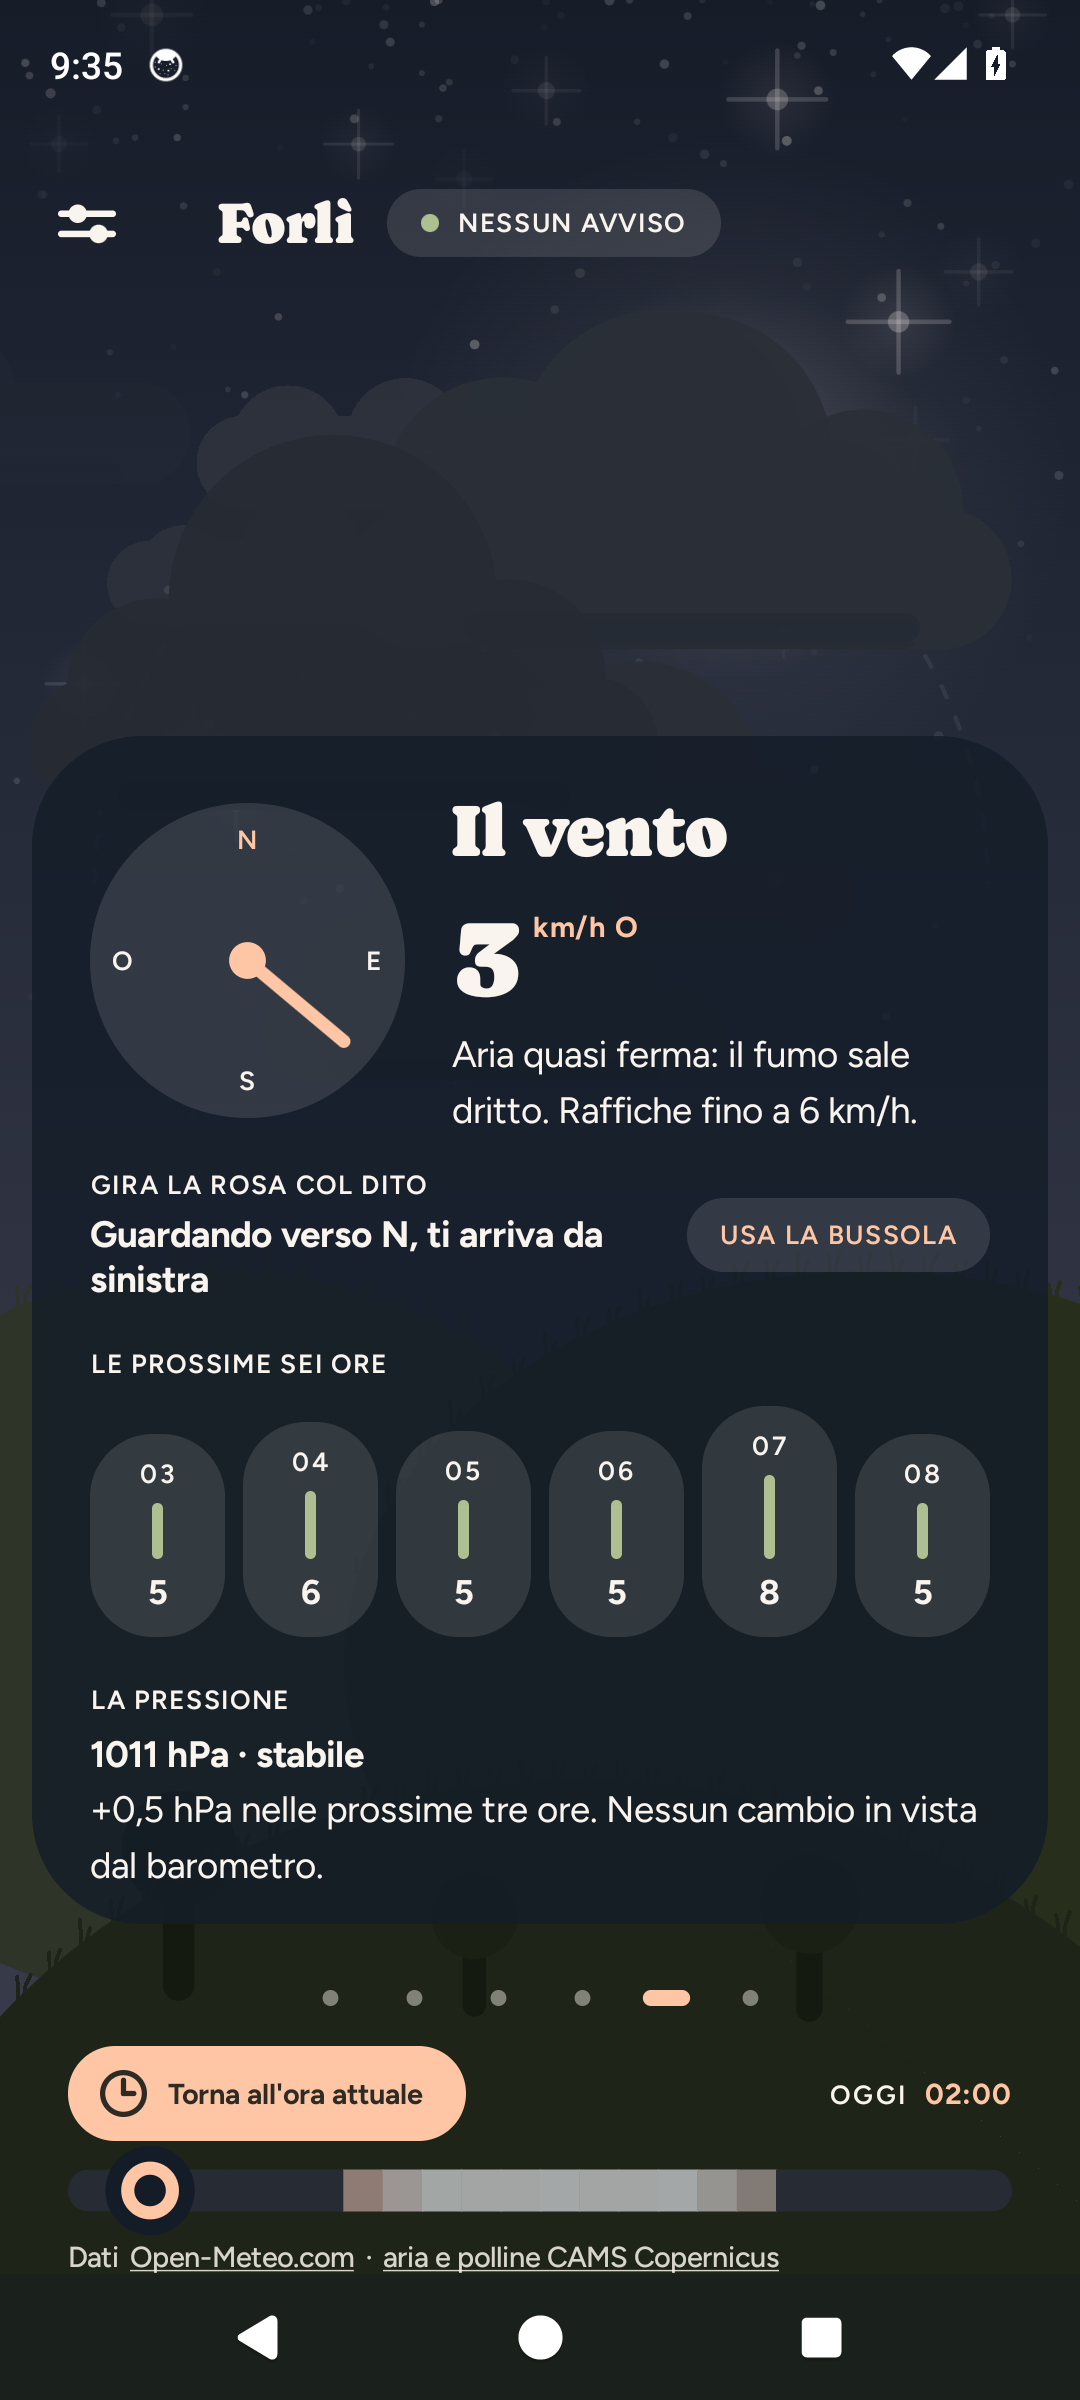 9:35
Forlì
NESSUN AVVISO
N
O
E
S
Il vento
3 km/h O
Aria quasi ferma: il fumo sale
dritto. Raffiche fino a 6 km/h.
GIRA LA ROSA COL DITO
Guardando verso N, ti arriva da
sinistra
USA LA BUSSOLA
LE PROSSIME SEI ORE
03 04 05 06 07 08
5 6 5 5 8 5
LA PRESSIONE
1011 hPa · stabile
+0,5 hPa nelle prossime tre ore. Nessun cambio in vista
dal barometro.
Torna all'ora attuale
OGGI 02:00
Dati Open-Meteo.com · aria e polline CAMS Copernicus